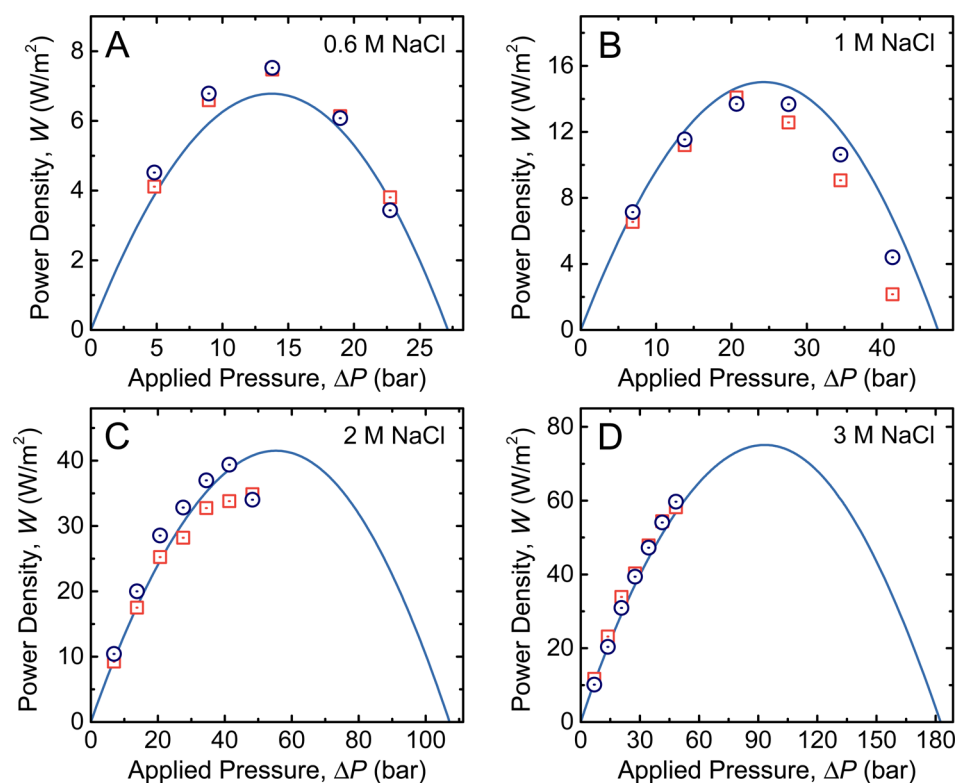 A
0.6 M NaCl
Power Density, W (W/m²)
8
6
4
2
0
0 5 10 15 20 25
Applied Pressure, ΔP (bar)
B
1 M NaCl
Power Density, W (W/m²)
16
12
8
4
0
0 10 20 30 40
Applied Pressure, ΔP (bar)
C
2 M NaCl
Power Density, W (W/m²)
40
30
20
10
0
0 20 40 60 80 100
Applied Pressure, ΔP (bar)
D
3 M NaCl
Power Density, W (W/m²)
80
60
40
20
0
0 30 60 90 120 150 180
Applied Pressure, ΔP (bar)